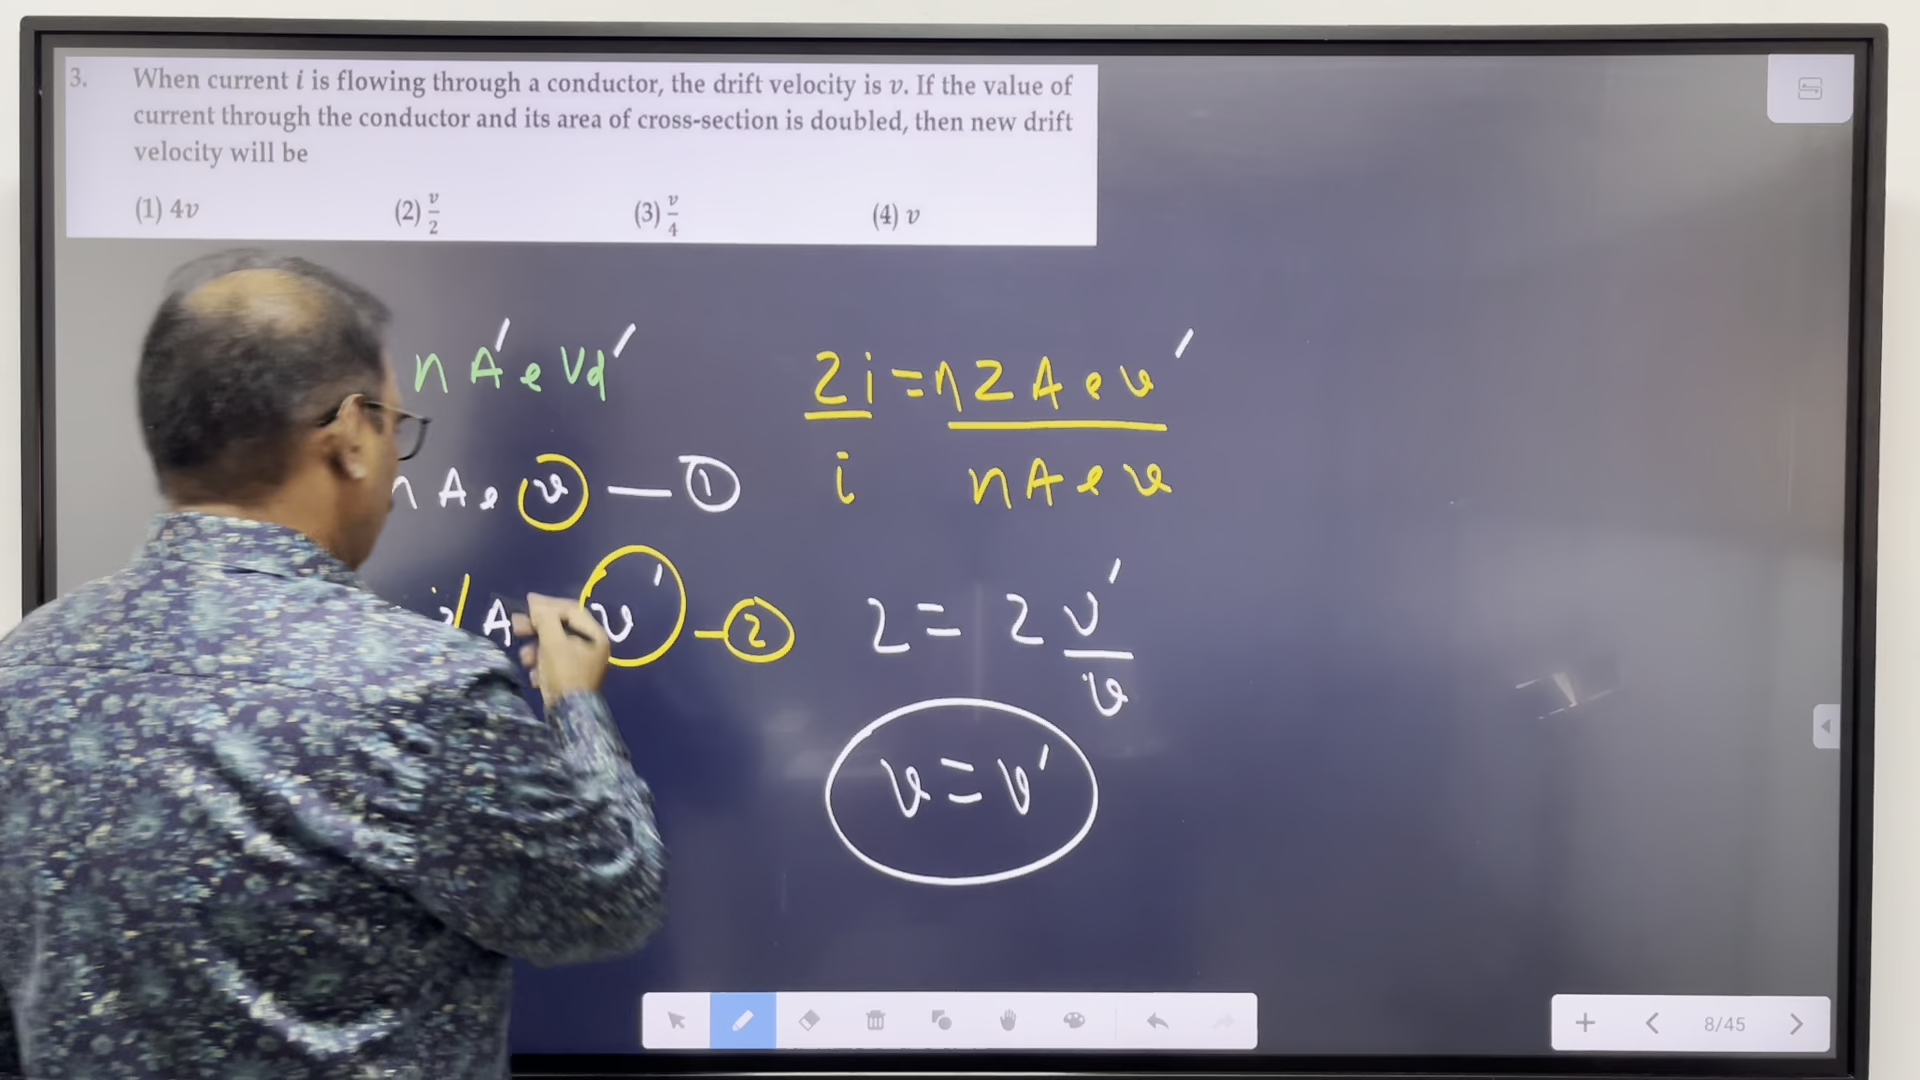 3. When current i is flowing through a conductor, the drift velocity is v. If the value of
current through the conductor and its area of cross-section is doubled, then new drift
velocity will be
(1) 4v (2) v/2 (3) v/4 (4) v
n A' e Vd'
n A e v — ①
2 A v' — ②
2i = n 2 A e v'
i n A e v
2 = 2 v'
v
v = v'
8/45